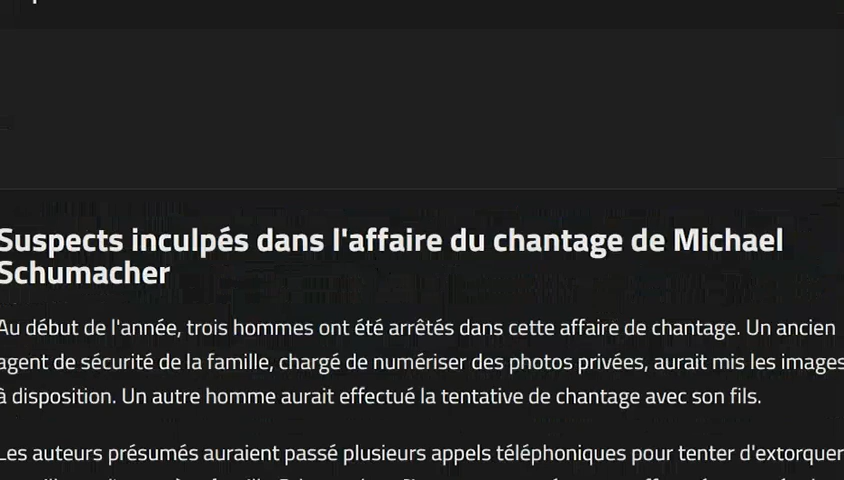 Suspects inculpés dans l'affaire du chantage de Michael
Schumacher
Au début de l'année, trois hommes ont été arrêtés dans cette affaire de chantage. Un ancien
agent de sécurité de la famille, chargé de numériser des photos privées, aurait mis les images
à disposition. Un autre homme aurait effectué la tentative de chantage avec son fils.
Les auteurs présumés auraient passé plusieurs appels téléphoniques pour tenter d'extorquer